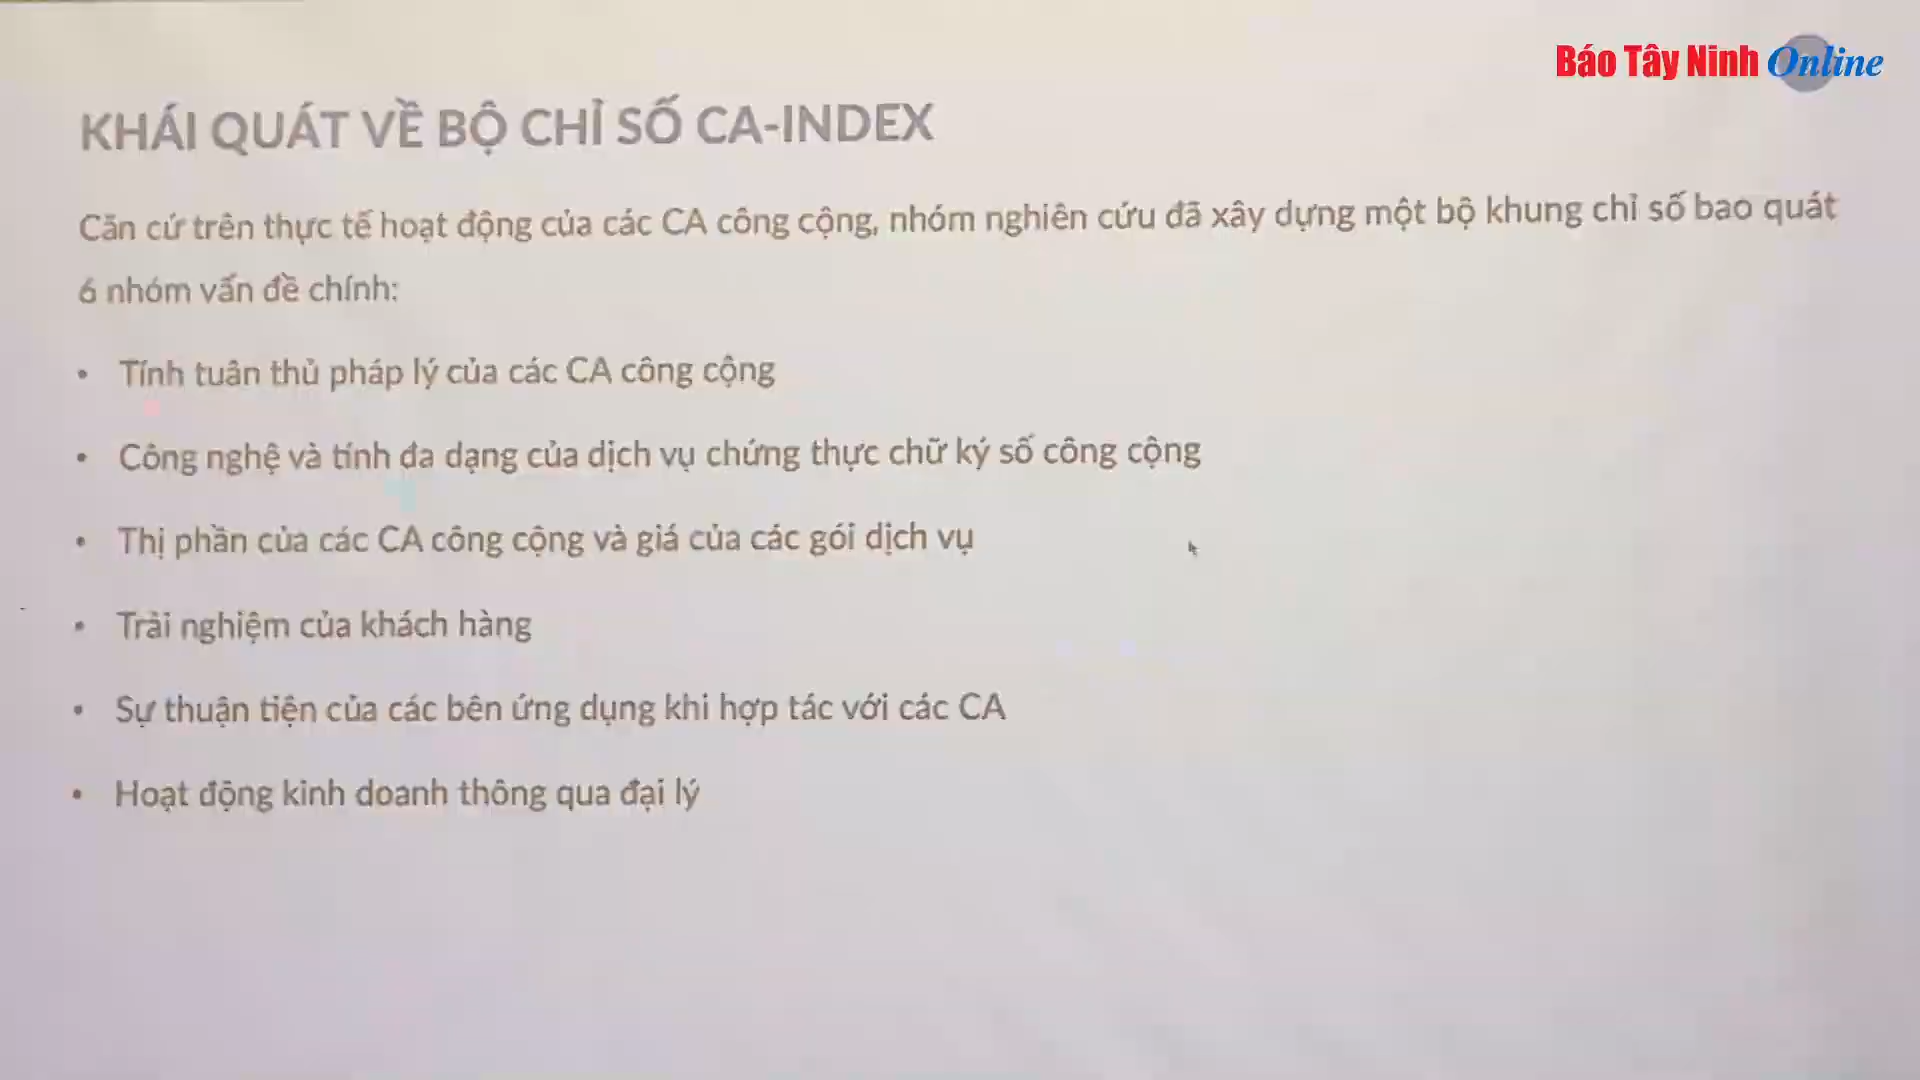 Báo Tây Ninh Online
KHÁI QUÁT VỀ BỘ CHỈ SỐ CA-INDEX
Căn cứ trên thực tế hoạt động của các CA công cộng, nhóm nghiên cứu đã xây dựng một bộ khung chỉ số bao quát
6 nhóm vấn đề chính:
• Tính tuân thủ pháp lý của các CA công cộng
• Công nghệ và tính đa dạng của dịch vụ chứng thực chữ ký số công cộng
• Thị phần của các CA công cộng và giá của các gói dịch vụ
• Trải nghiệm của khách hàng
• Sự thuận tiện của các bên ứng dụng khi hợp tác với các CA
• Hoạt động kinh doanh thông qua đại lý